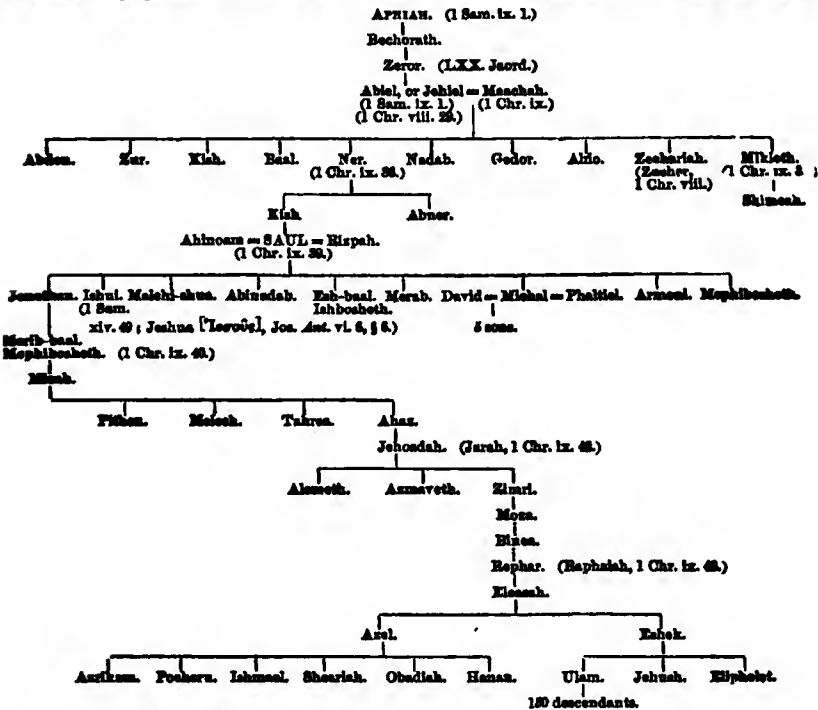 APHIAH. (1 Sam. ix. 1.)
Bechorath.
Zeror. (LXX. Jaord.)
Abiel, or Jehiel = Maachah.
(1 Sam. ix. 1.) (1 Chr. ix.)
(1 Chr. viii. 29.)
Abdon. Zur. Kish. Baal. Ner. Nadab. Gedor. Ahio. Zechariah. Mikloth.
(1 Chr. ix. 36.) (Zacher, 1 Chr. ix. 3 ;
1 Chr. viii.) Shimeah.
Kish. Abner.
Ahinoam = SAUL = Rizpah.
(1 Chr. ix. 39.)
Jonathan. Ishui. Malchi-shua. Abinadab. Esh-baal. Merab. David = Michal = Phaltiel. Armoni. Mephibosheth.
(1 Sam. Ishbosheth.
xiv. 49 ; Jeshua [Ἰεσοῦς], Jos. Ant. vi. 6, § 6.) 5 sons.
Merib-baal.
Mephibosheth. (1 Chr. ix. 40.)
Micah.
Pithon. Melech. Tahrea. Ahaz.
Jehoadah. (Jarah, 1 Chr. ix. 42.)
Alemeth. Azmaveth. Zimri.
Moza.
Binea.
Rephar. (Raphaiah, 1 Chr. ix. 43.)
Eleasah.
Azel. Eshek.
Azrikam. Bocheru. Ishmael. Sheariah. Obadiah. Hanan. Ulam. Jehush. Eliphelet.
150 descendants.